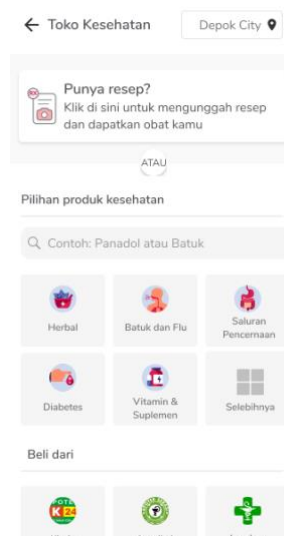 Toko Kesehatan
Depok City
Punya resep?
Klik di sini untuk mengunggah resep
dan dapatkan obat kamu
ATAU
Pilihan produk kesehatan
Contoh: Panadol atau Batuk
Herbal
Batuk dan Flu
Saluran
Pencernaan
Diabetes
Vitamin &
Suplemen
Selebihnya
Beli dari
K 24